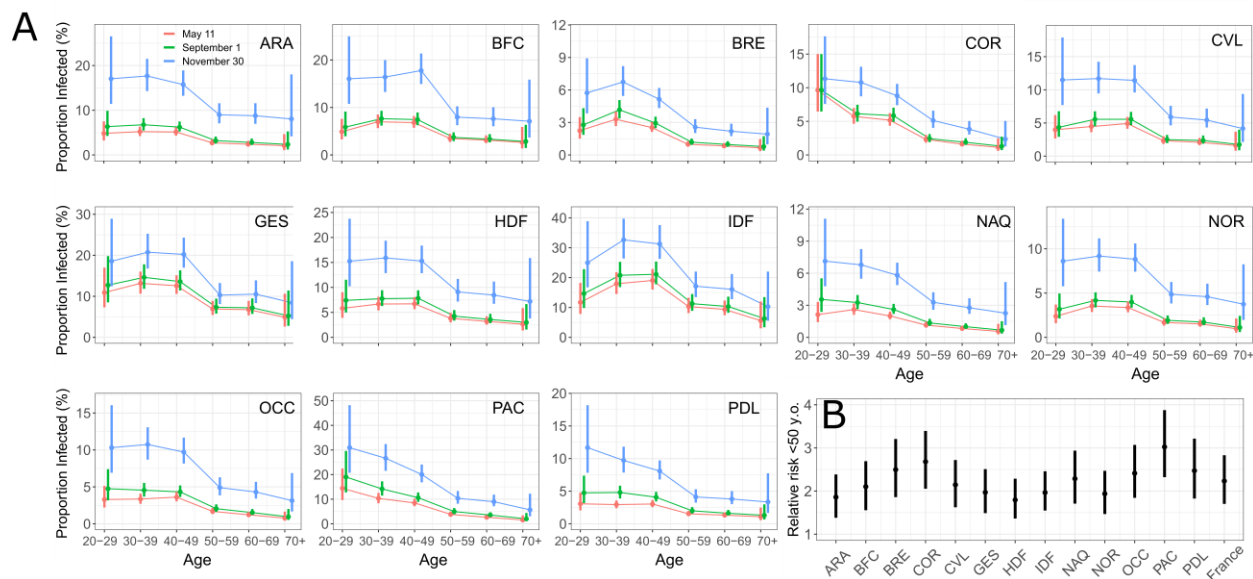 A
Proportion Infected (%)
20
10
0
May 11
September 1
November 30
ARA
20
10
0
BFC
12
9
6
3
0
BRE
15
10
5
0
COR
15
10
5
0
CVL
Proportion Infected (%)
30
20
10
0
GES
25
20
15
10
5
0
HDF
40
30
20
10
0
IDF
12
9
6
3
0
NAQ
20−29 30−39 40−49 50−59 60−69 70+
Age
10
5
0
NOR
20−29 30−39 40−49 50−59 60−69 70+
Age
Proportion Infected (%)
15
10
5
0
OCC
20−29 30−39 40−49 50−59 60−69 70+
Age
50
40
30
20
10
0
PAC
20−29 30−39 40−49 50−59 60−69 70+
Age
20
15
10
5
0
PDL
20−29 30−39 40−49 50−59 60−69 70+
Age
B
Relative risk <50 y.o.
4
3
2
1
ARA BFC BRE COR CVL GES HDF IDF NAQ NOR OCC PAC PDL France